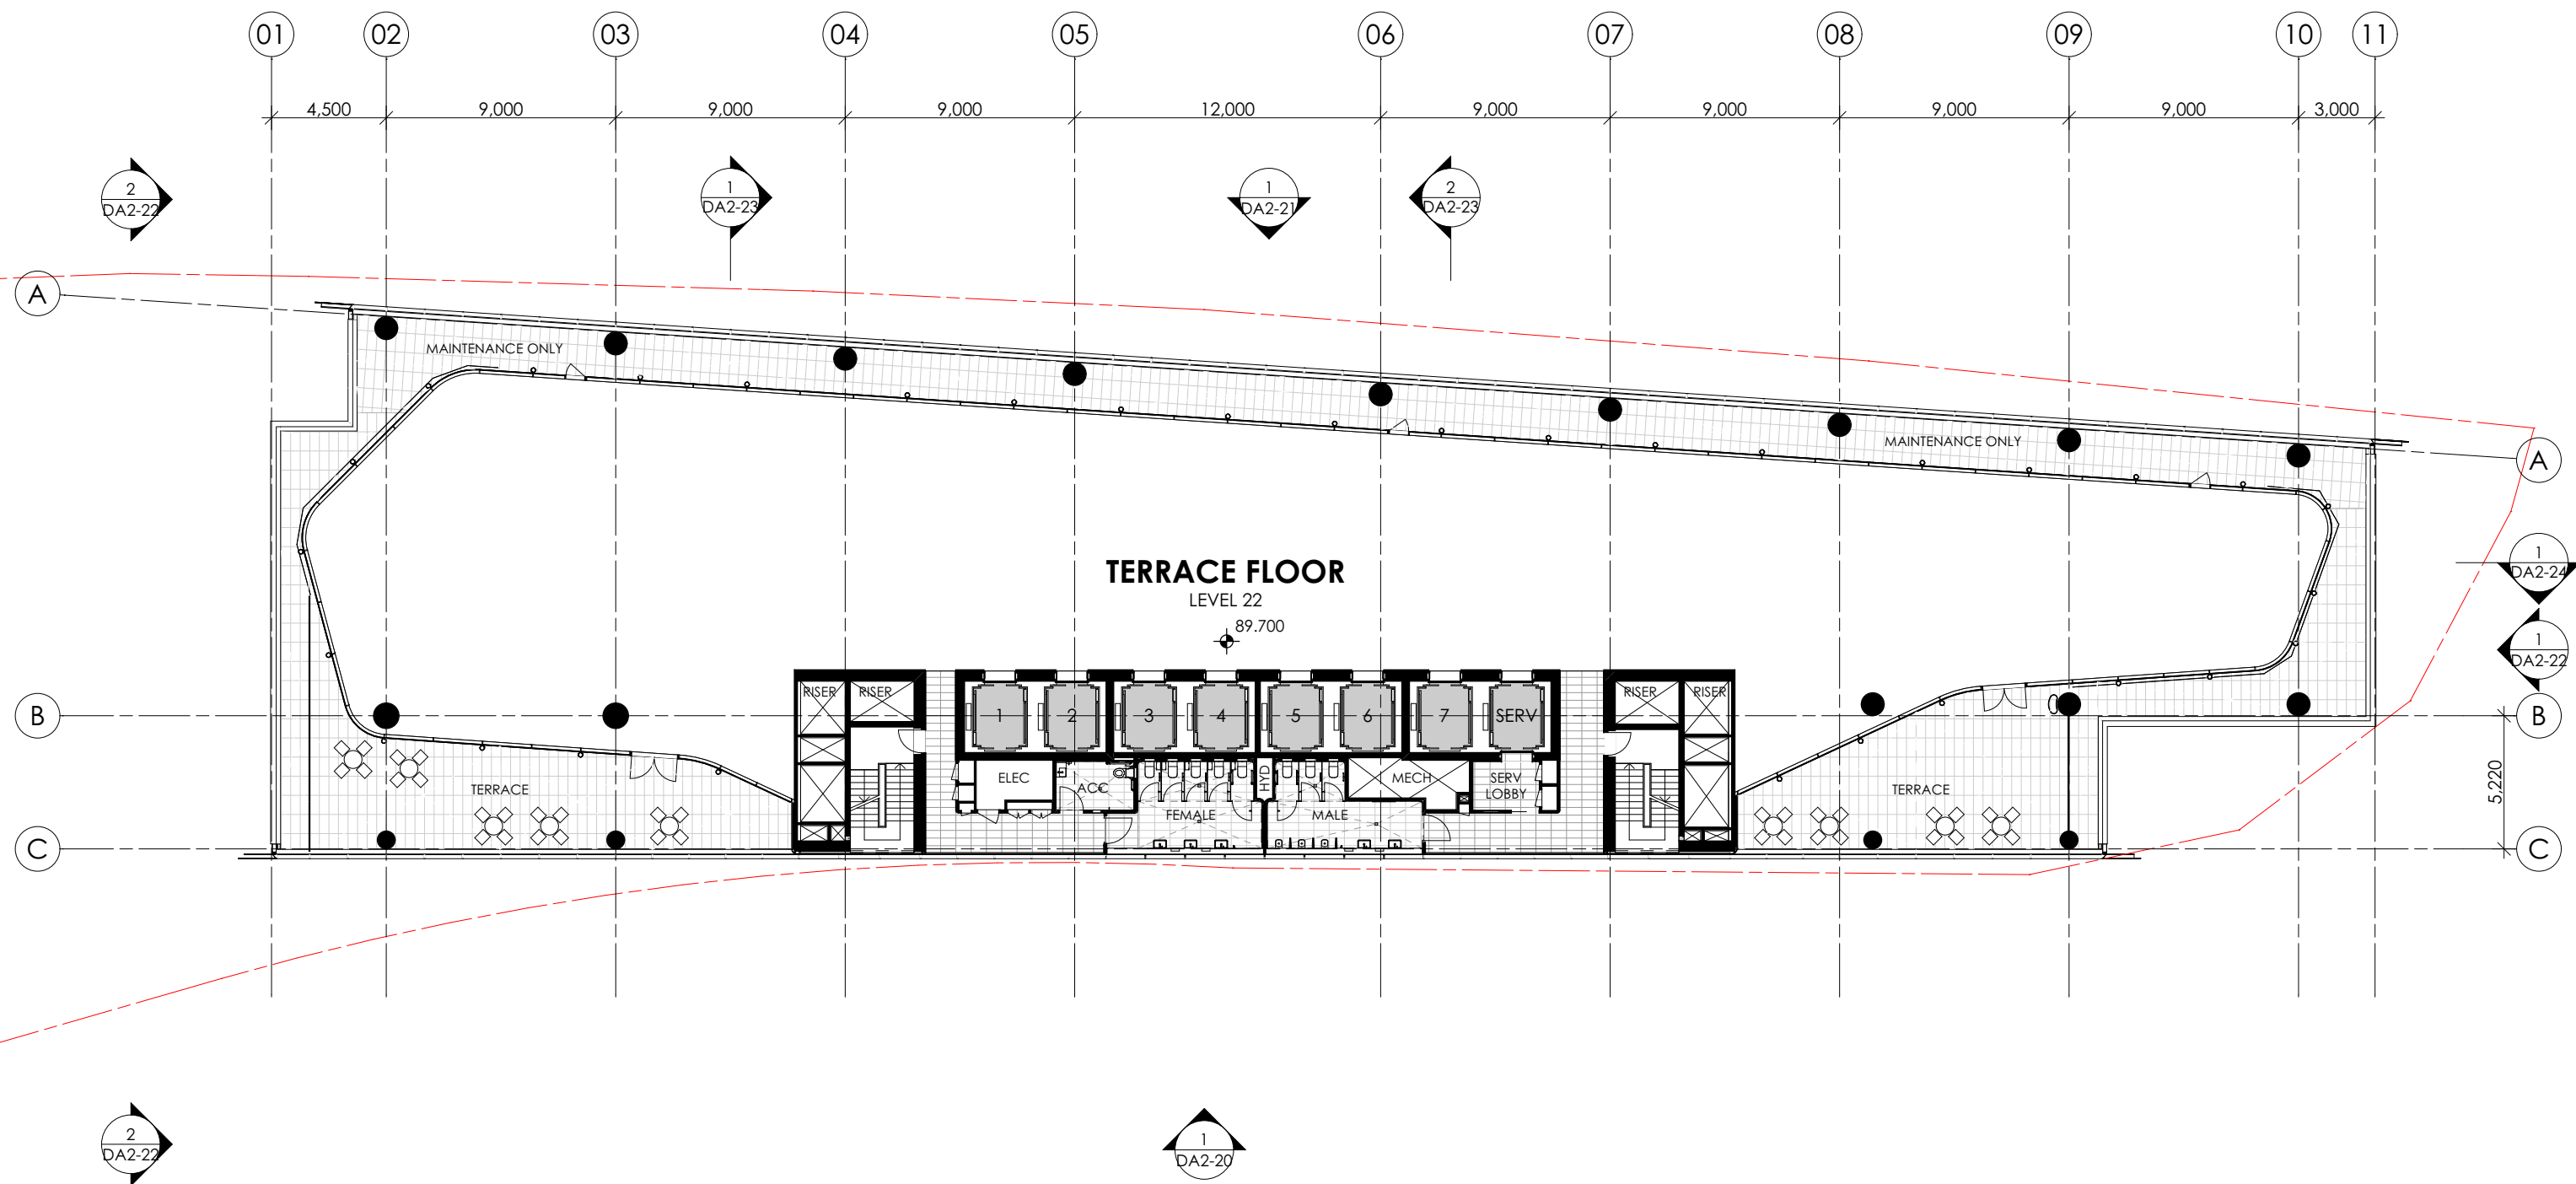 01 02 03 04 05 06 07 08 09 10 11
4,500 9,000 9,000 9,000 12,000 9,000 9,000 9,000 9,000 3,000
2
DA2-22
1
DA2-23
1
DA2-21
2
DA2-23
A
MAINTENANCE ONLY
MAINTENANCE ONLY
A
1
DA2-24
TERRACE FLOOR
LEVEL 22
89.700
1
DA2-22
RISER RISER
RISER RISER
B
1 2 3 4 5 6 7 SERV
B
ELEC
ACC
HYD
MECH
SERV
LOBBY
TERRACE
TERRACE
5,220
FEMALE
MALE
C
C
2
DA2-22
1
DA2-20